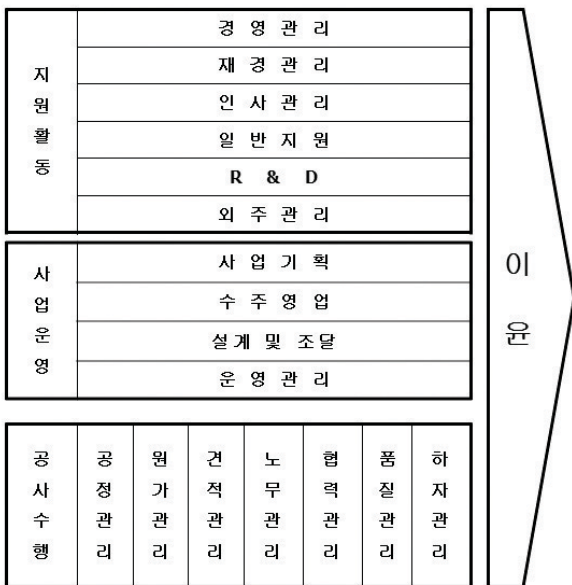 지원활동
경영관리
재경관리
인사관리
일반지원
R & D
외주관리
사업운영
사업기획
수주영업
설계 및 조달
운영관리
공사수행
공정관리
원가관리
견적관리
노무관리
협력관리
품질관리
하자관리
이윤